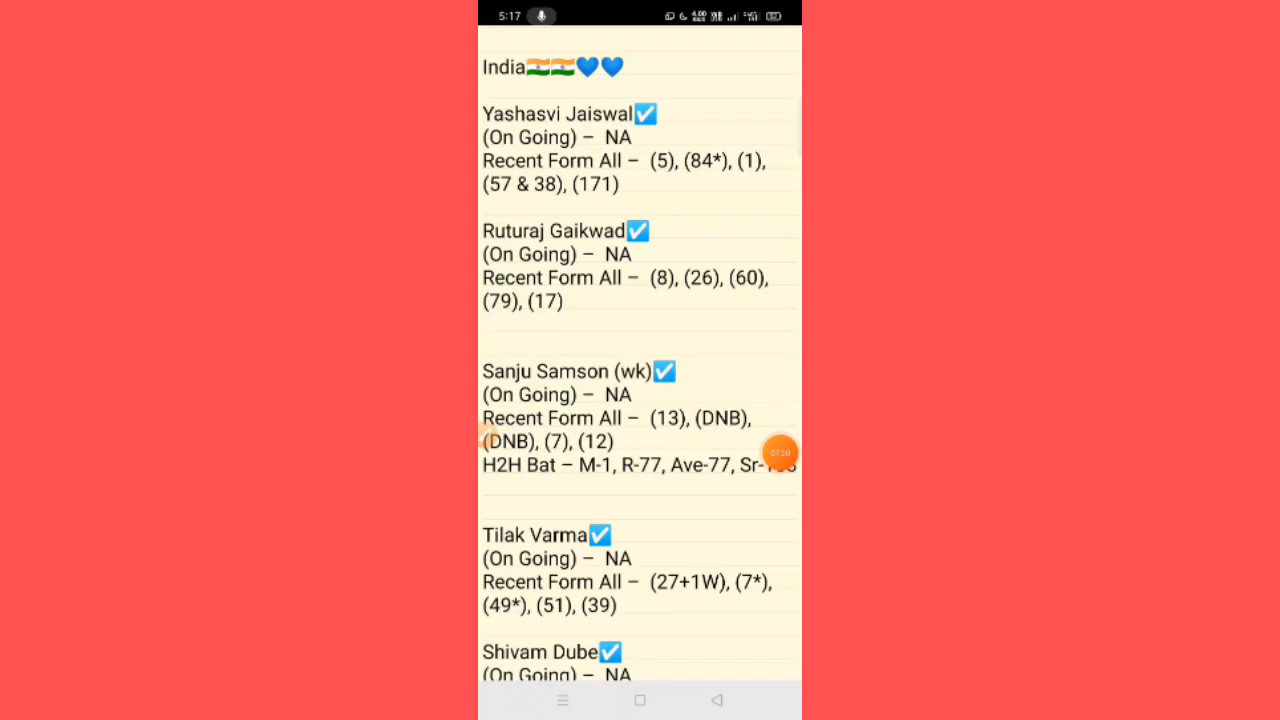 5:17
India🇮🇳🇮🇳💙💙
Yashasvi Jaiswal☑️
(On Going) – NA
Recent Form All – (5), (84*), (1),
(57 & 38), (171)
Ruturaj Gaikwad☑️
(On Going) – NA
Recent Form All – (8), (26), (60),
(79), (17)
Sanju Samson (wk)☑️
(On Going) – NA
Recent Form All – (13), (DNB),
(DNB), (7), (12)
H2H Bat – M-1, R-77, Ave-77, Sr-
Tilak Varma☑️
(On Going) – NA
Recent Form All – (27+1W), (7*),
(49*), (51), (39)
Shivam Dube☑️
(On Going) – NA